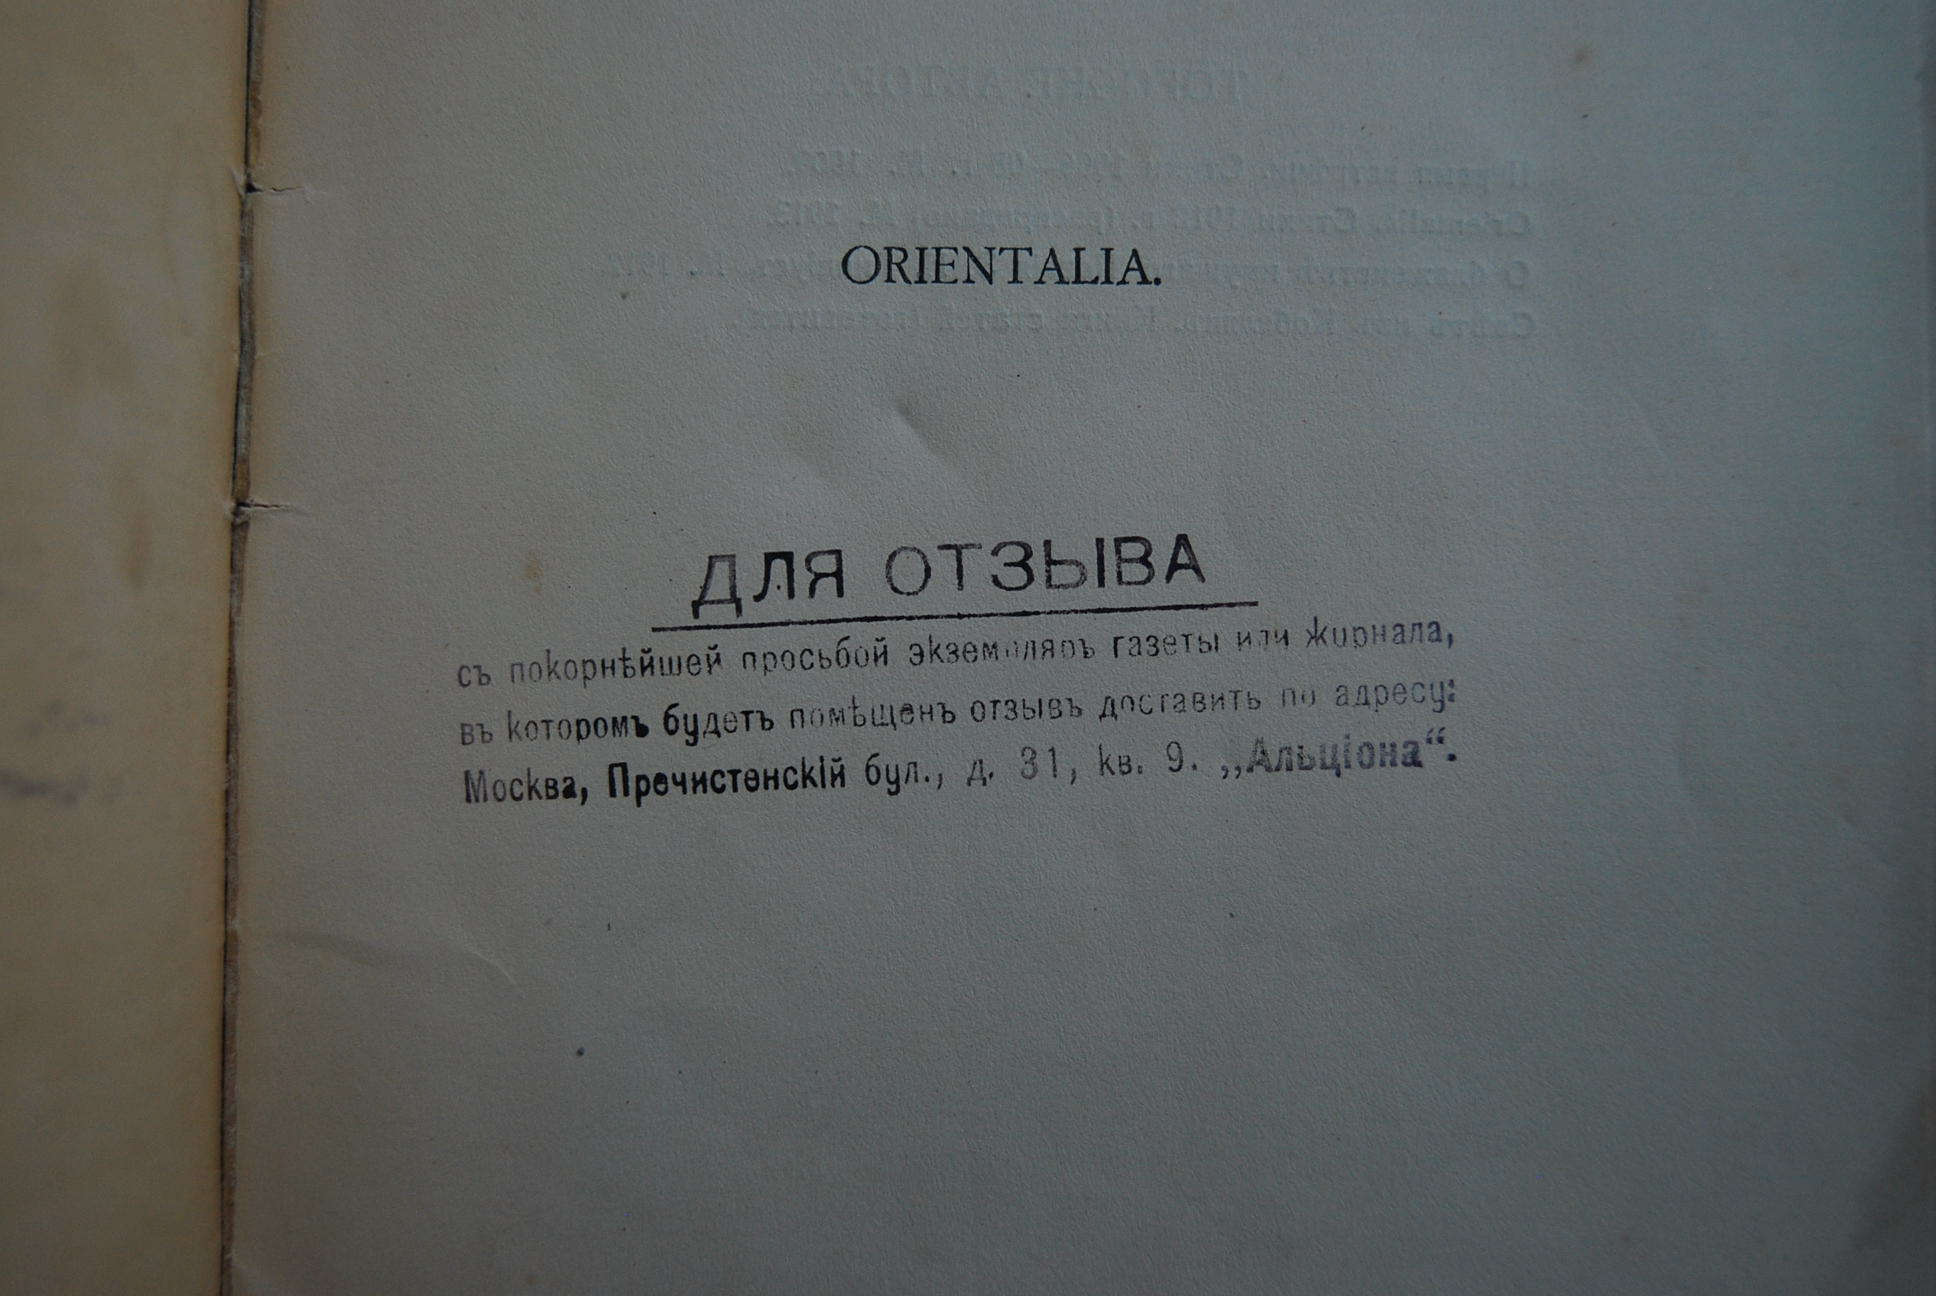 ORIENTALIA.
ДЛЯ ОТЗЫВА
съ покорнѣйшей просьбой экземпляръ газеты или журнала,
въ которомъ будетъ помѣщенъ отзывъ доставить по адресу:
Москва, Пречистенскій бул., д. 31, кв. 9. „Альціона“.